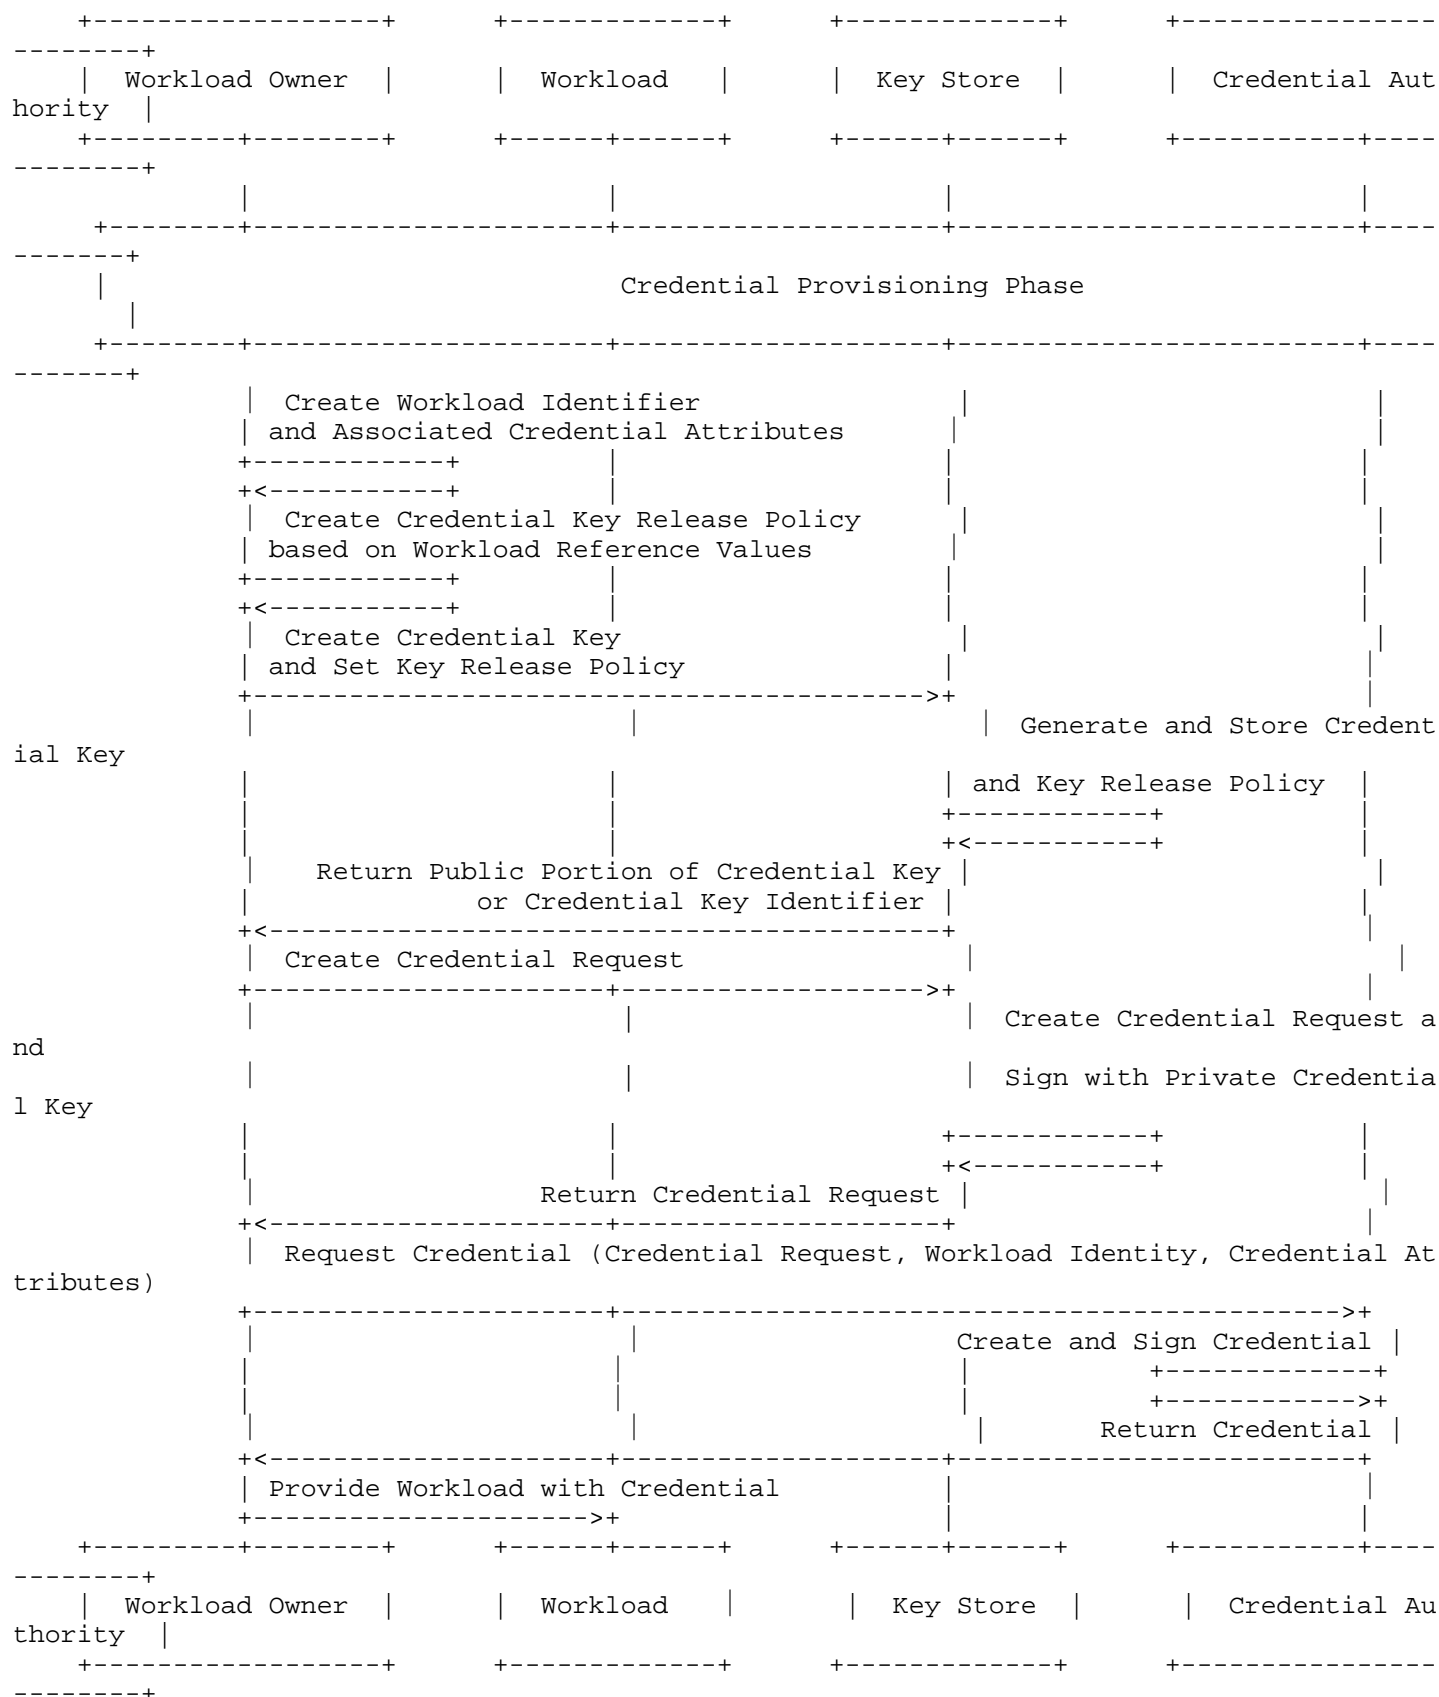 Workload Owner | Workload | Key Store | Credential Aut
hority
Credential Provisioning Phase
Create Workload Identifier
and Associated Credential Attributes
Create Credential Key Release Policy
based on Workload Reference Values
Create Credential Key
and Set Key Release Policy
Generate and Store Credent
ial Key
and Key Release Policy
Return Public Portion of Credential Key
or Credential Key Identifier
Create Credential Request
Create Credential Request a
nd
Sign with Private Credentia
l Key
Return Credential Request
Request Credential (Credential Request, Workload Identity, Credential At
tributes)
Create and Sign Credential
Return Credential
Provide Workload with Credential
Workload Owner | Workload | Key Store | Credential Au
thority